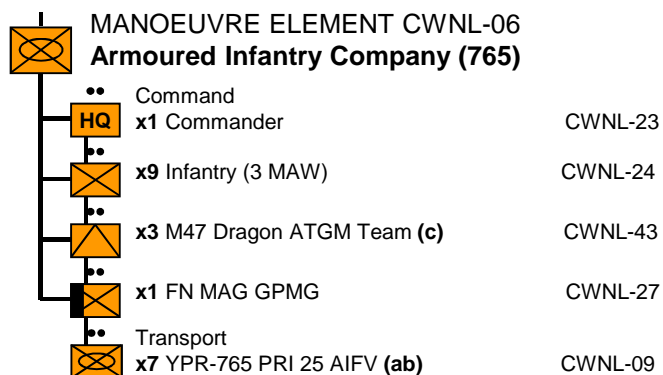 MANOEUVRE ELEMENT CWNL-06
Armoured Infantry Company (765)
Command
HQ x1 Commander CWNL-23
x9 Infantry (3 MAW) CWNL-24
x3 M47 Dragon ATGM Team (c) CWNL-43
x1 FN MAG GPMG CWNL-27
Transport
x7 YPR-765 PRI 25 AIFV (ab) CWNL-09